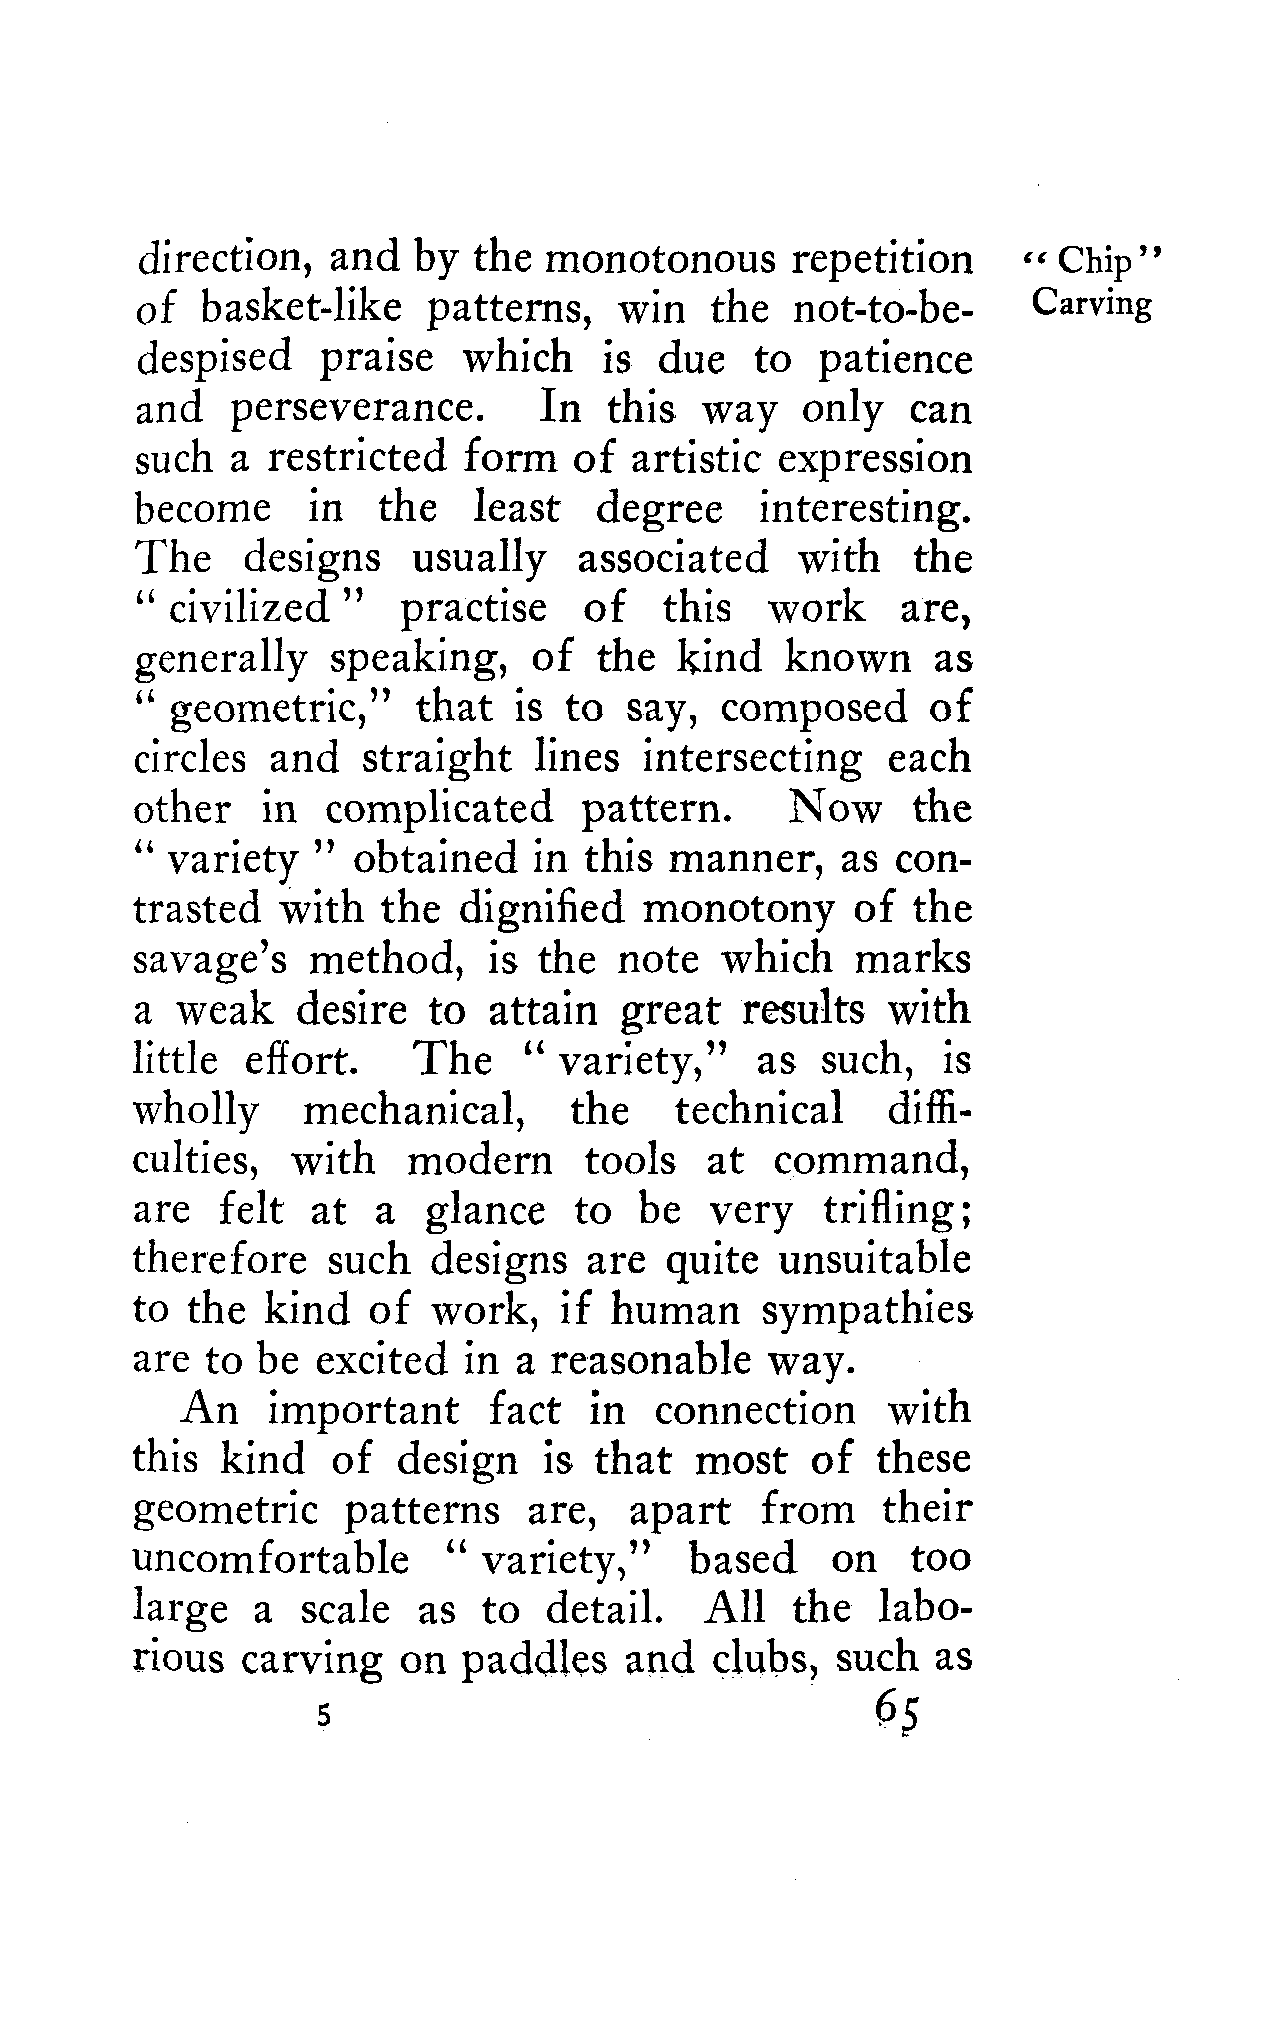 direction, and by the monotonous repetition
of basket-like patterns, win the not-to-be-
despised praise which is due to patience
and perseverance. In this way only can
such a restricted form of artistic expression
become in the least degree interesting.
The designs usually associated with the
“ civilized ” practise of this work are,
generally speaking, of the kind known as
“ geometric,” that is to say, composed of
circles and straight lines intersecting each
other in complicated pattern. Now the
“ variety ” obtained in this manner, as con-
trasted with the dignified monotony of the
savage’s method, is the note which marks
a weak desire to attain great results with
little effort. The “ variety,” as such, is
wholly mechanical, the technical diffi-
culties, with modern tools at command,
are felt at a glance to be very trifling;
therefore such designs are quite unsuitable
to the kind of work, if human sympathies
are to be excited in a reasonable way.
An important fact in connection with
this kind of design is that most of these
geometric patterns are, apart from their
uncomfortable “ variety,” based on too
large a scale as to detail. All the labo-
rious carving on paddles and clubs, such as
5 65
“ Chip”
Carving